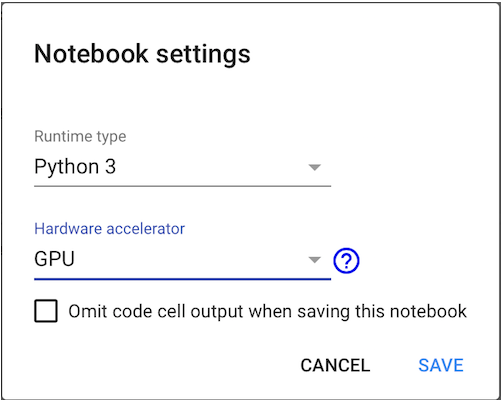 Notebook settings
Runtime type
Python 3
Hardware accelerator
GPU
?
Omit code cell output when saving this notebook
CANCEL SAVE